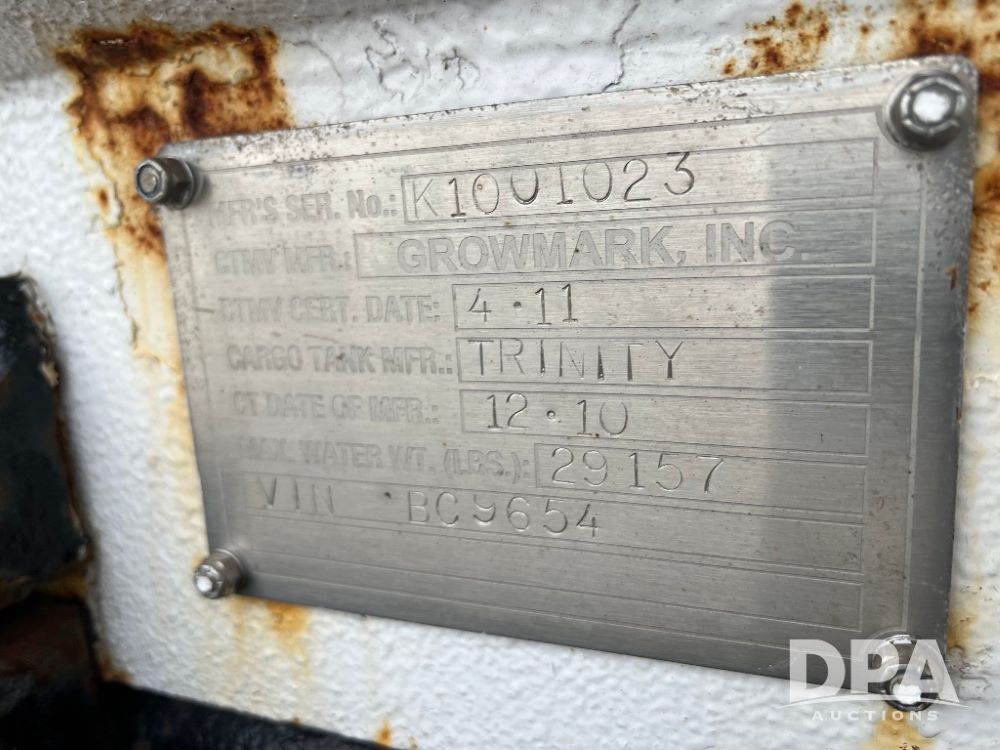 MFR'S SER. No.: K1001023
CTMV MFR.: GROWMARK, INC.
CTMV CERT. DATE: 4·11
CARGO TANK MFR.: TRINITY
CT DATE OF MFR.: 12·10
MAX. WATER WT. (LBS.): 29157
VIN BC9654
DPA
AUCTIONS